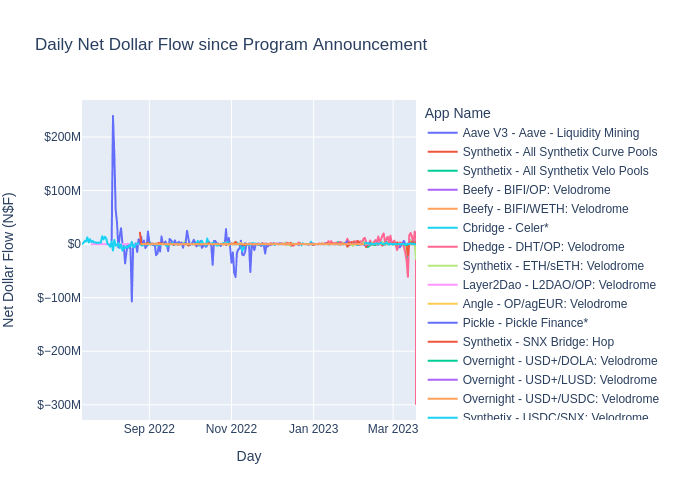 Daily Net Dollar Flow since Program Announcement
App Name
Aave V3 - Aave - Liquidity Mining
Synthetix - All Synthetix Curve Pools
Synthetix - All Synthetix Velo Pools
Beefy - BIFI/OP: Velodrome
Beefy - BIFI/WETH: Velodrome
Cbridge - Celer*
Dhedge - DHT/OP: Velodrome
Synthetix - ETH/sETH: Velodrome
Layer2Dao - L2DAO/OP: Velodrome
Angle - OP/agEUR: Velodrome
Pickle - Pickle Finance*
Synthetix - SNX Bridge: Hop
Overnight - USD+/DOLA: Velodrome
Overnight - USD+/LUSD: Velodrome
Overnight - USD+/USDC: Velodrome
Synthetix - USDC/SNX: Velodrome
Net Dollar Flow (N$F)
$200M
$100M
$0
$−100M
$−200M
$−300M
Sep 2022
Nov 2022
Jan 2023
Mar 2023
Day